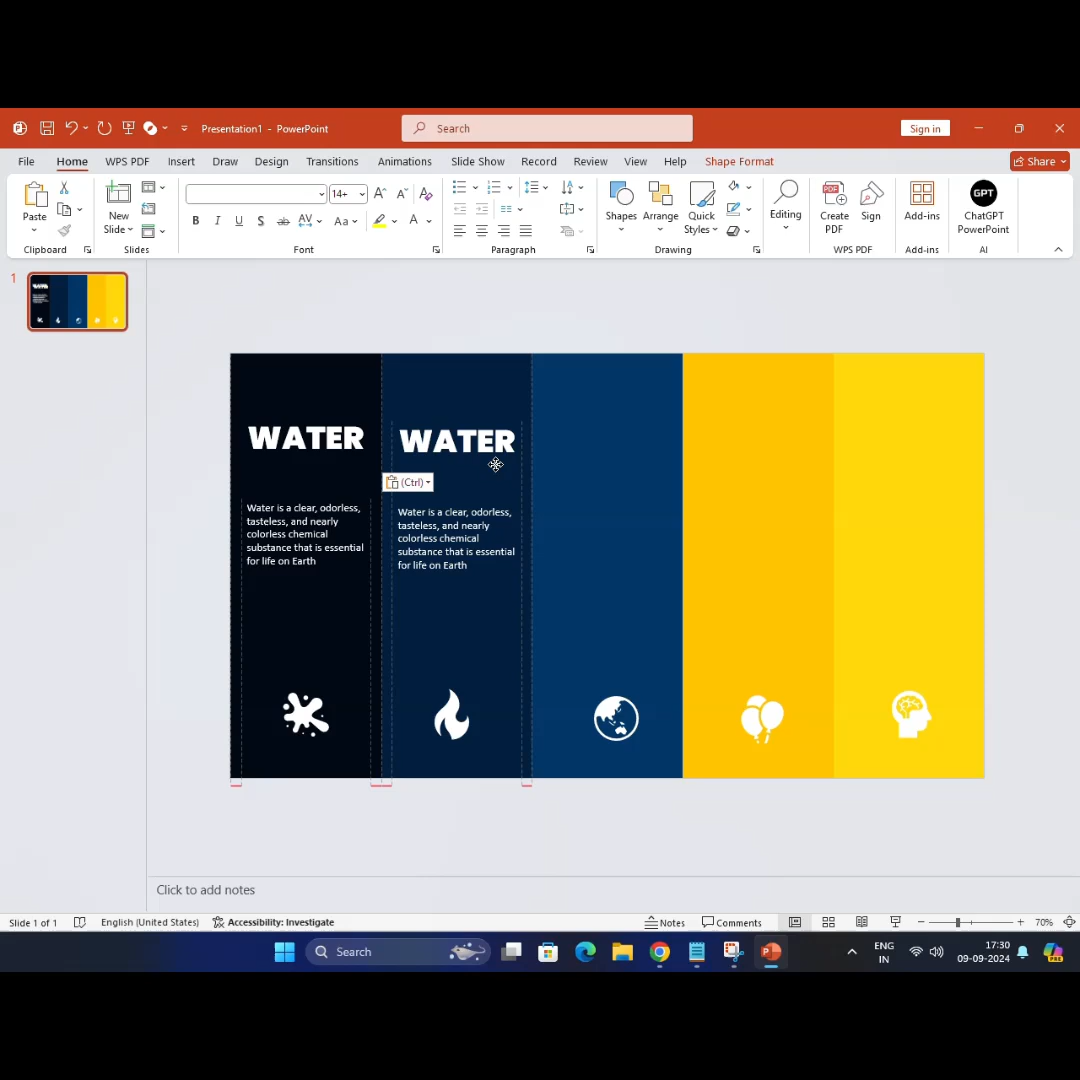 Presentation1 - PowerPoint
Search
Sign in
File
Home
WPS PDF
Insert
Draw
Design
Transitions
Animations
Slide Show
Record
Review
View
Help
Shape Format
Share
Paste
New
Slide
14+
B I U S ab AV Aa A
Shapes
Arrange
Quick
Styles
Editing
Create
PDF
Sign
Add-ins
GPT
ChatGPT
PowerPoint
Clipboard
Slides
Font
Paragraph
Drawing
WPS PDF
Add-ins
AI
1
WATER
Water is a clear, odorless,
tasteless, and nearly
colorless chemical
substance that is essential
for life on Earth
WATER
(Ctrl)
Water is a clear, odorless,
tasteless, and nearly
colorless chemical
substance that is essential
for life on Earth
Click to add notes
Slide 1 of 1
English (United States)
Accessibility: Investigate
Notes
Comments
70%
Search
ENG
IN
17:30
09-09-2024
PRE